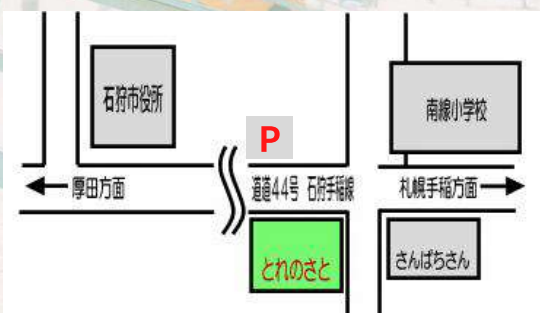 石狩市役所
南線小学校
P
厚田方面
道道44号 石狩手稲線
札幌手稲方面
とれのさと
さんぱちさん